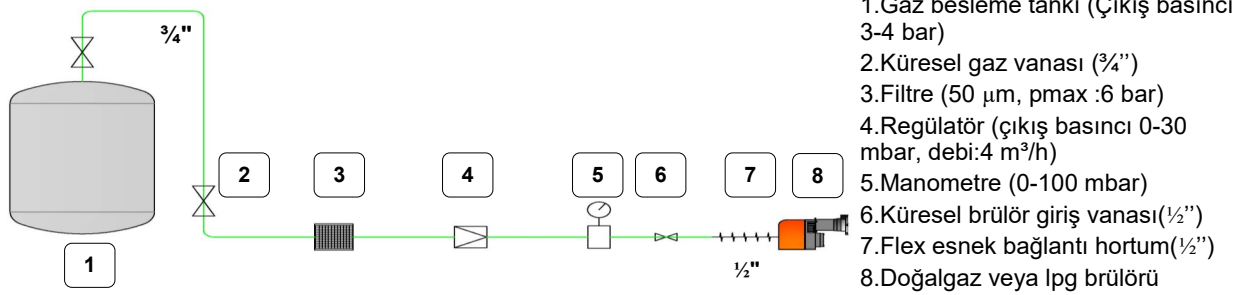 1.Gaz besleme tankı (Çıkış basıncı
3-4 bar)
2.Küresel gaz vanası (¾’’)
3.Filtre (50 μm, pmax :6 bar)
4.Regülatör (çıkış basıncı 0-30
mbar, debi:4 m³/h)
5.Manometre (0-100 mbar)
6.Küresel brülör giriş vanası(½’’)
7.Flex esnek bağlantı hortum(½’’)
8.Doğalgaz veya lpg brülörü
¾"
2 3 4 5 6 7 8
1
½"